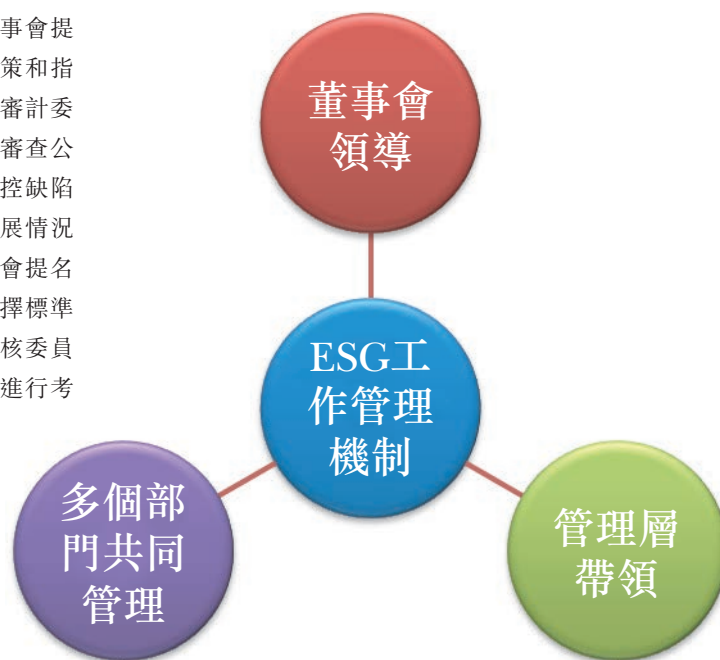 事會提
策和指
審計委
審查公
控缺陷
展情況
會提名
擇標準
核委員
進行考
董事會
領導
ESG工
作管理
機制
多個部
門共同
管理
管理層
帶領